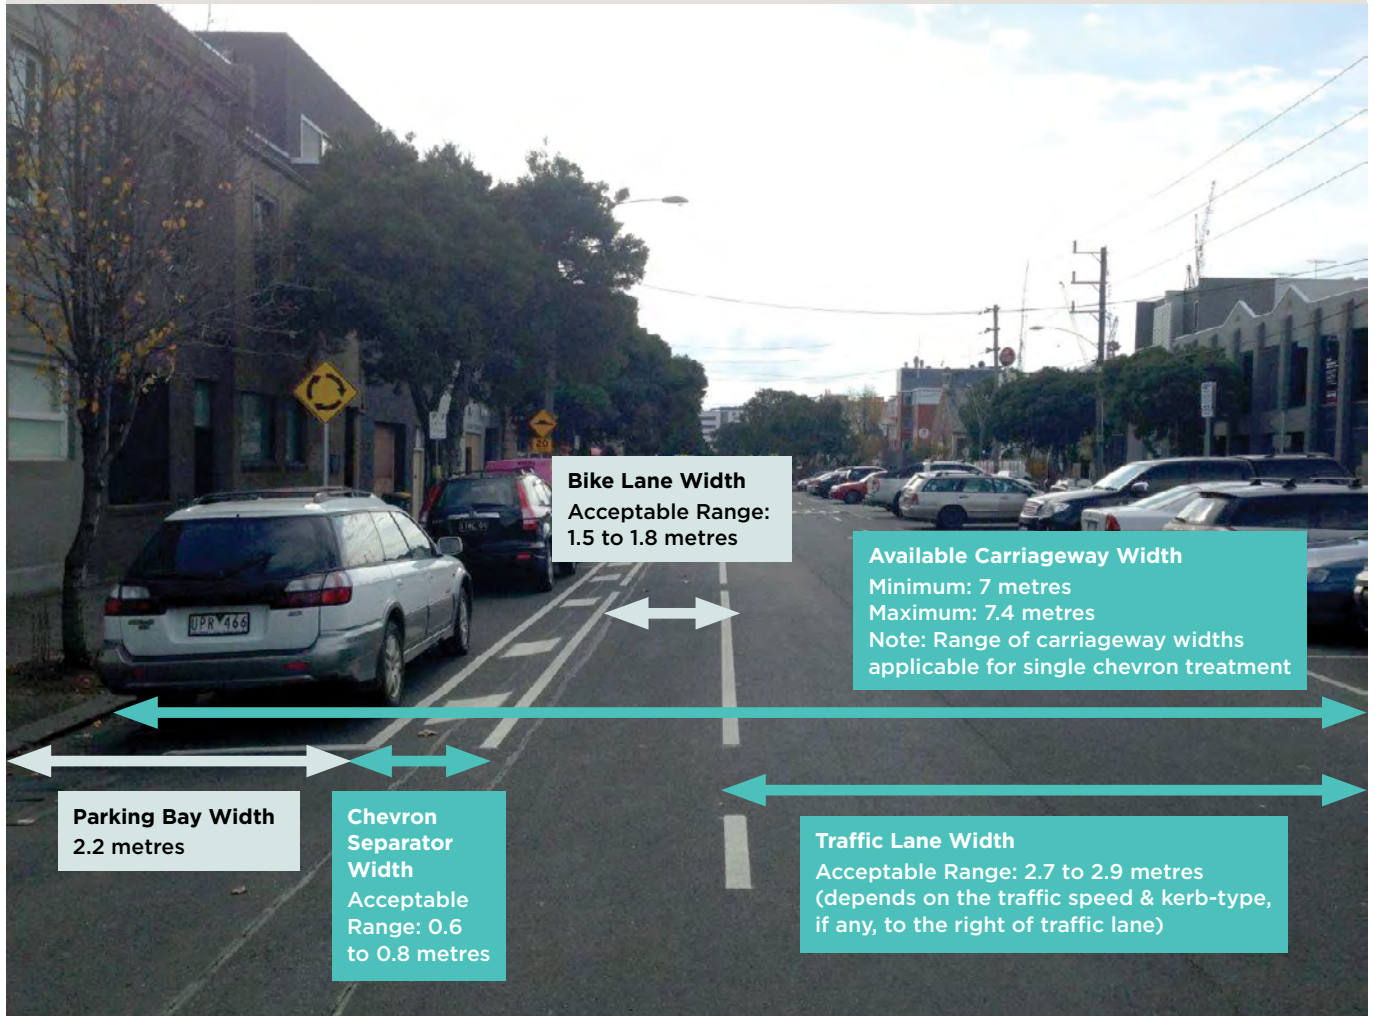 20
UPR 466
Bike Lane Width
Acceptable Range:
1.5 to 1.8 metres
Available Carriageway Width
Minimum: 7 metres
Maximum: 7.4 metres
Note: Range of carriageway widths
applicable for single chevron treatment
Parking Bay Width
2.2 metres
Chevron
Separator
Width
Acceptable
Range: 0.6
to 0.8 metres
Traffic Lane Width
Acceptable Range: 2.7 to 2.9 metres
(depends on the traffic speed & kerb-type,
if any, to the right of traffic lane)